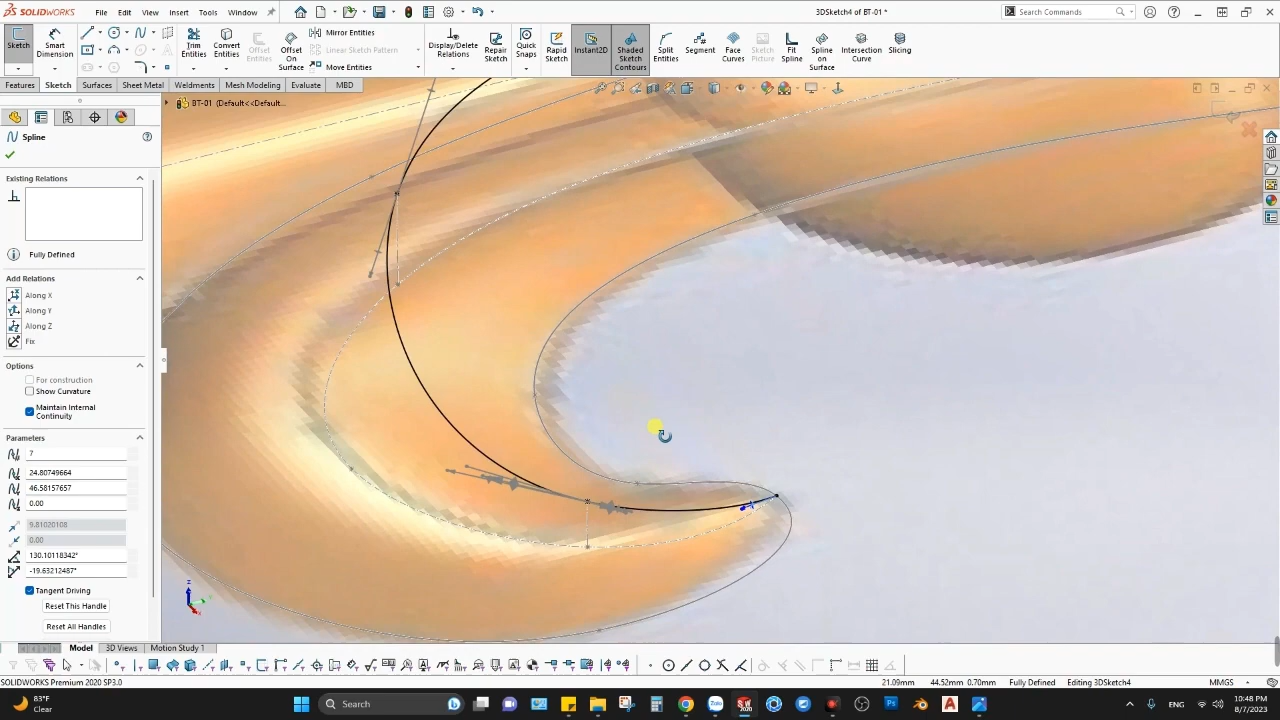 SOLIDWORKS File Edit View Insert Tools Window 3DSketch4 of BT-01 * Search Commands
Sketch Smart Dimension Trim Entities Convert Entities Offset Entities Offset On Surface Mirror Entities Linear Sketch Pattern Move Entities Display/Delete Relations Repair Sketch Quick Snaps Rapid Sketch Instant2D Shaded Sketch Contours Split Entities Segment Face Curves Sketch Picture Fit Spline Spline on Surface Intersection Curve Slicing
Features Sketch Surfaces Sheet Metal Weldments Mesh Modeling Evaluate MBD
BT-01 (Default<<Default...
Spline
Existing Relations
Fully Defined
Add Relations
Along X
Along Y
Along Z
Fix
Options
For construction
Show Curvature
Maintain Internal
Continuity
Parameters
7
24.80749664
46.58157657
0.00
9.81020108
0.00
130.10118342°
-19.63212487°
Tangent Driving
Reset This Handle
Reset All Handles
Model 3D Views Motion Study 1
SOLIDWORKS Premium 2020 SP3.0 21.09mm 44.52mm 0.70mm Fully Defined Editing 3DSketch4 MMGS
83°F
Clear
Search
ENG
10:48 PM
8/7/2023